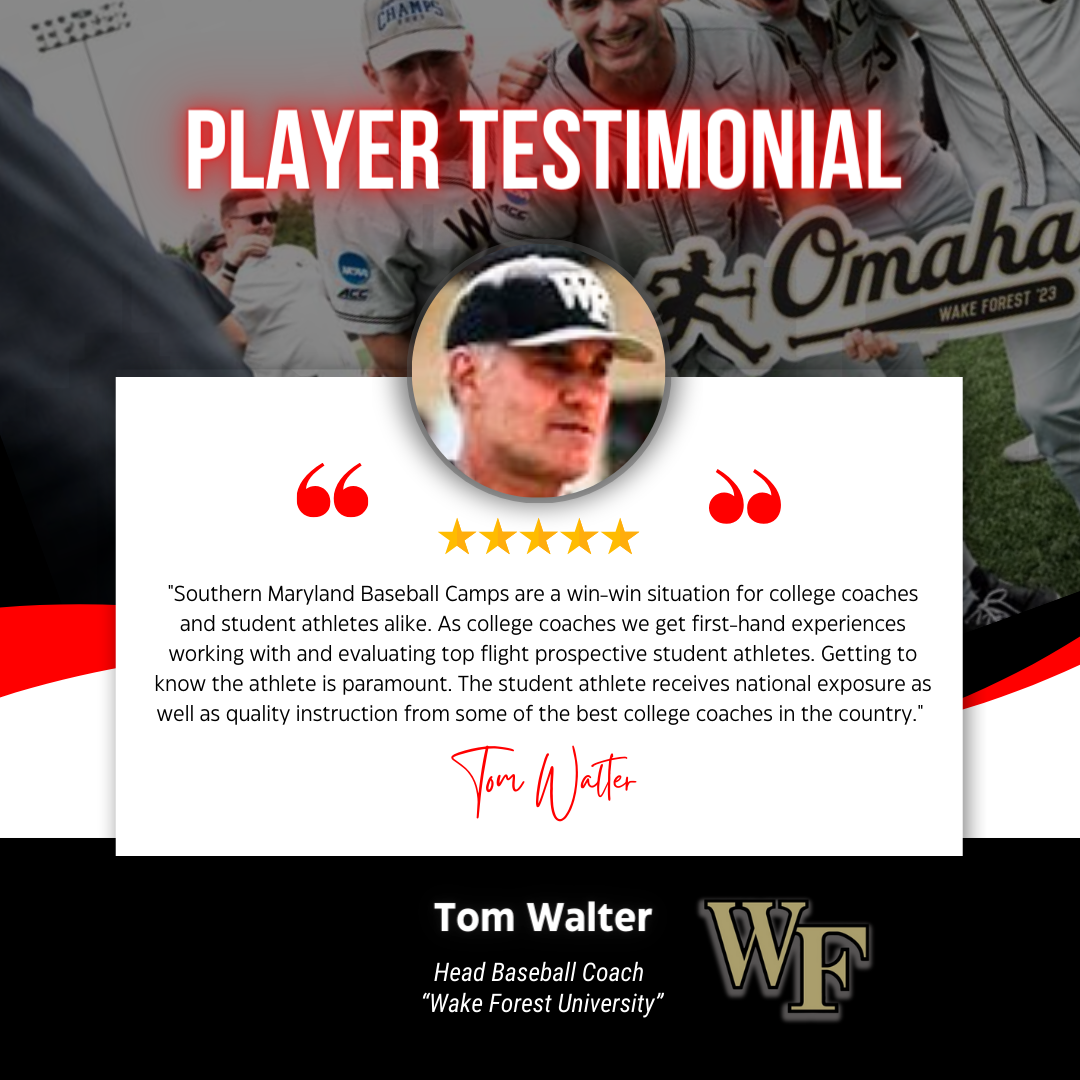 CHAMPS
PLAYER TESTIMONIAL
29
W
ACC
NCAA
ACC
Omaha
WAKE FOREST '23
WF
"Southern Maryland Baseball Camps are a win-win situation for college coaches
and student athletes alike. As college coaches we get first-hand experiences
working with and evaluating top flight prospective student athletes. Getting to
know the athlete is paramount. The student athlete receives national exposure as
well as quality instruction from some of the best college coaches in the country."
Tom Walter
Tom Walter
Head Baseball Coach
“Wake Forest University”
WF